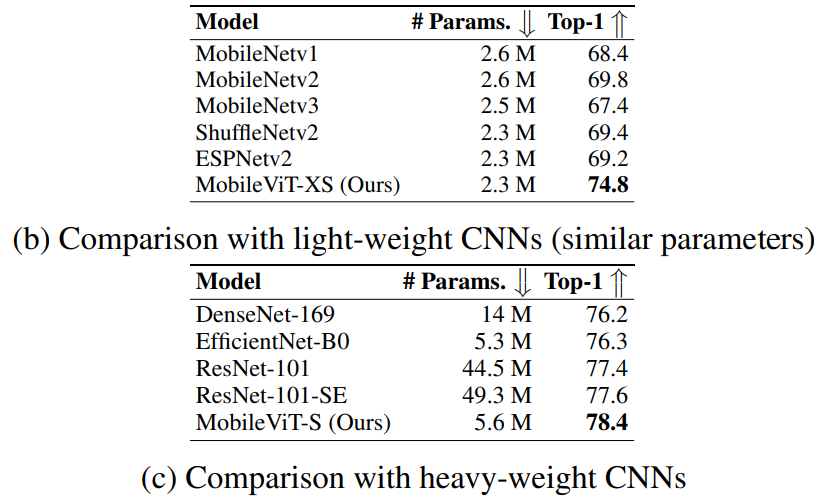 Model # Params. ⇓ Top-1 ⇑
MobileNetv1 2.6 M 68.4
MobileNetv2 2.6 M 69.8
MobileNetv3 2.5 M 67.4
ShuffleNetv2 2.3 M 69.4
ESPNetv2 2.3 M 69.2
MobileViT-XS (Ours) 2.3 M 74.8
(b) Comparison with light-weight CNNs (similar parameters)
Model # Params. ⇓ Top-1 ⇑
DenseNet-169 14 M 76.2
EfficientNet-B0 5.3 M 76.3
ResNet-101 44.5 M 77.4
ResNet-101-SE 49.3 M 77.6
MobileViT-S (Ours) 5.6 M 78.4
(c) Comparison with heavy-weight CNNs